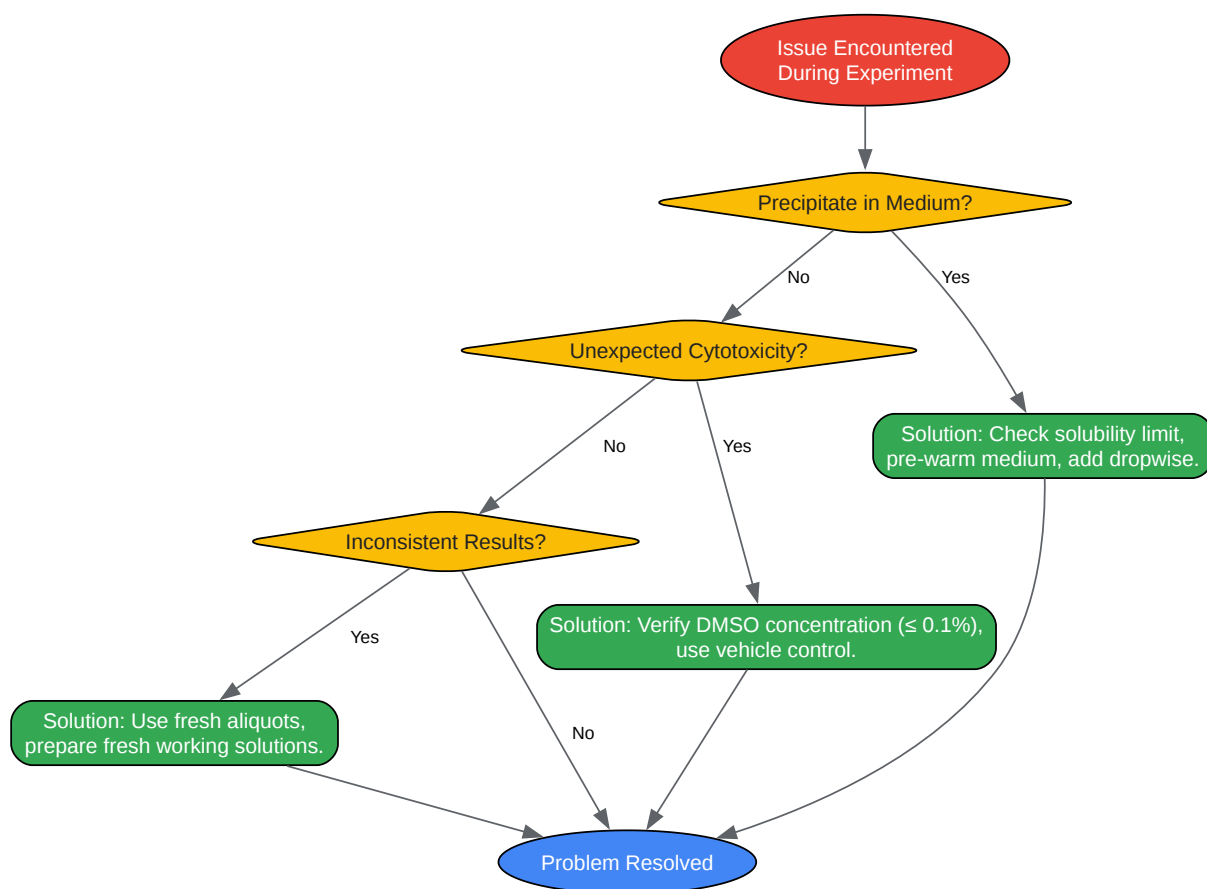 Issue Encountered
During Experiment
Precipitate in Medium?
No
Yes
Unexpected Cytotoxicity?
Solution: Check solubility limit,
pre-warm medium, add dropwise.
No
Yes
Inconsistent Results?
Solution: Verify DMSO concentration (≤ 0.1%),
use vehicle control.
Yes
No
Solution: Use fresh aliquots,
prepare fresh working solutions.
Problem Resolved